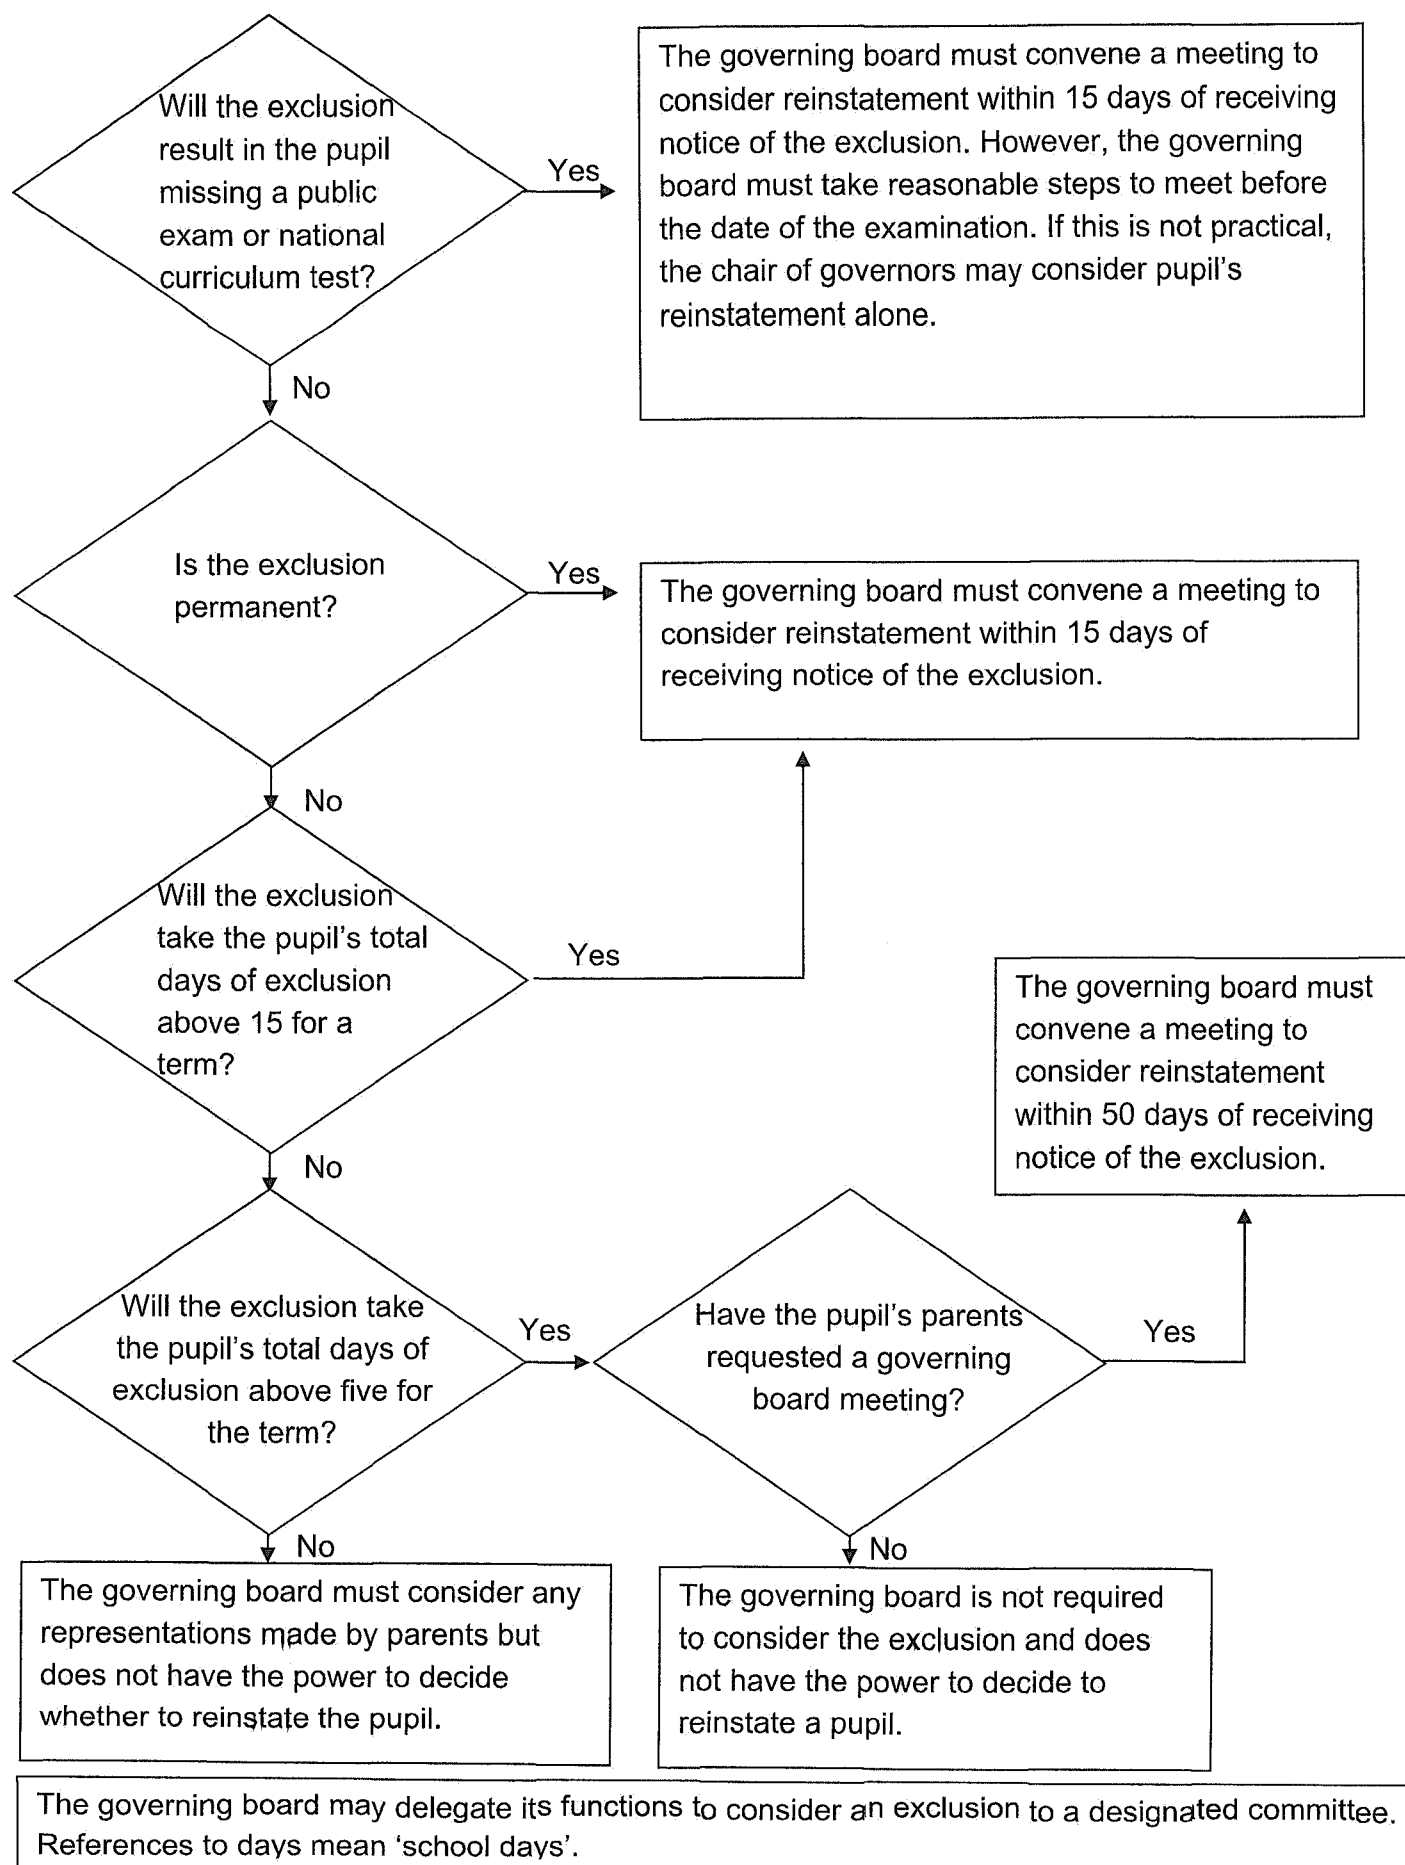 Will the exclusion
result in the pupil
missing a public
exam or national
curriculum test?
Yes
The governing board must convene a meeting to
consider reinstatement within 15 days of receiving
notice of the exclusion. However, the governing
board must take reasonable steps to meet before
the date of the examination. If this is not practical,
the chair of governors may consider pupil's
reinstatement alone.
No
Is the exclusion
permanent?
Yes
The governing board must convene a meeting to
consider reinstatement within 15 days of
receiving notice of the exclusion.
No
Will the exclusion
take the pupil's total
days of exclusion
above 15 for a
term?
Yes
The governing board must
convene a meeting to
consider reinstatement
within 50 days of receiving
notice of the exclusion.
No
Will the exclusion take
the pupil's total days of
exclusion above five for
the term?
Yes
Have the pupil's parents
requested a governing
board meeting?
Yes
No
The governing board must consider any
representations made by parents but
does not have the power to decide
whether to reinstate the pupil.
No
The governing board is not required
to consider the exclusion and does
not have the power to decide to
reinstate a pupil.
The governing board may delegate its functions to consider an exclusion to a designated committee.
References to days mean 'school days'.